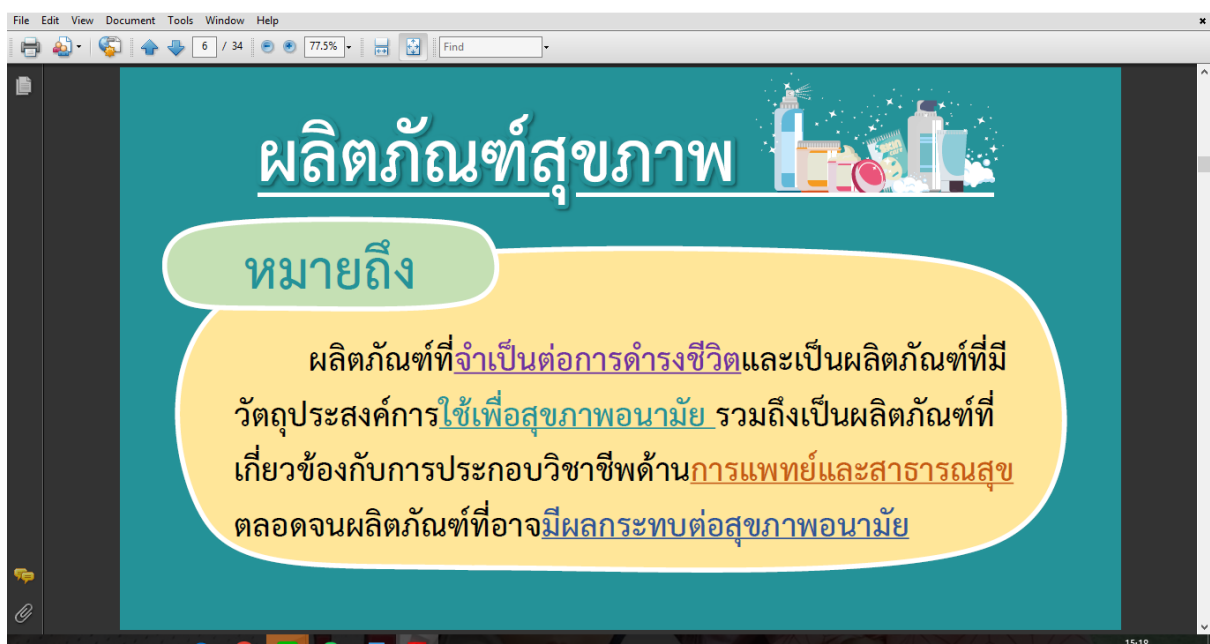 File Edit View Document Tools Window Help
6 / 34 77.5% Find
ผลิตภัณฑ์สุขภาพ
หมายถึง
ผลิตภัณฑ์ที่จำเป็นต่อการดำรงชีวิตและเป็นผลิตภัณฑ์ที่มี
วัตถุประสงค์การใช้เพื่อสุขภาพอนามัย รวมถึงเป็นผลิตภัณฑ์ที่
เกี่ยวข้องกับการประกอบวิชาชีพด้านการแพทย์และสาธารณสุข
ตลอดจนผลิตภัณฑ์ที่อาจมีผลกระทบต่อสุขภาพอนามัย
15:18